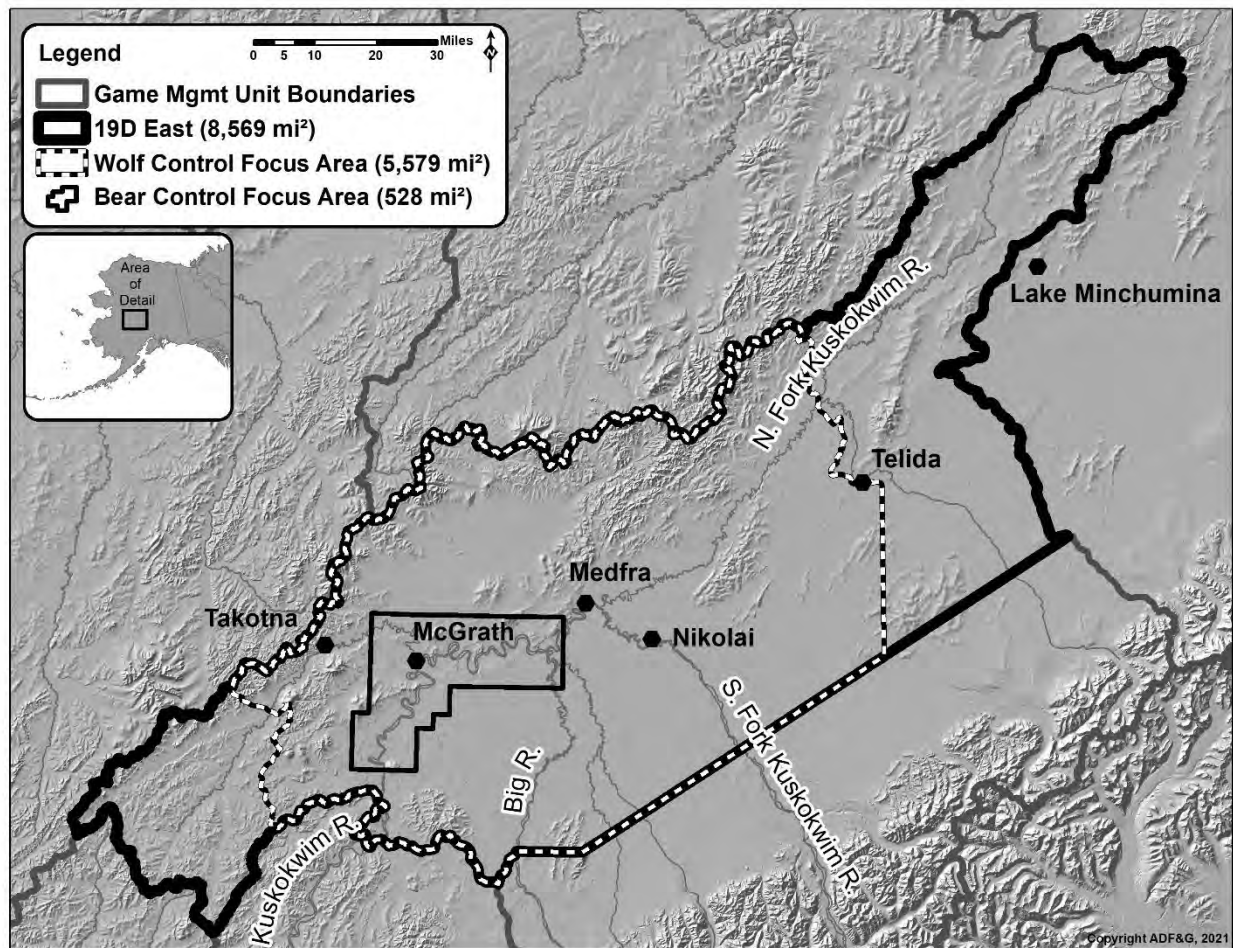 Legend
Miles
0 5 10 20 30
N
Game Mgmt Unit Boundaries
19D East (8,569 mi²)
Wolf Control Focus Area (5,579 mi²)
Bear Control Focus Area (528 mi²)
Area
of
Detail
Lake Minchumina
N. Fork Kuskokwim R.
Telida
Medfra
Takotna
McGrath
Nikolai
S. Fork Kuskokwim R.
Big R.
Kuskokwim R.
Copyright ADF&G, 2021